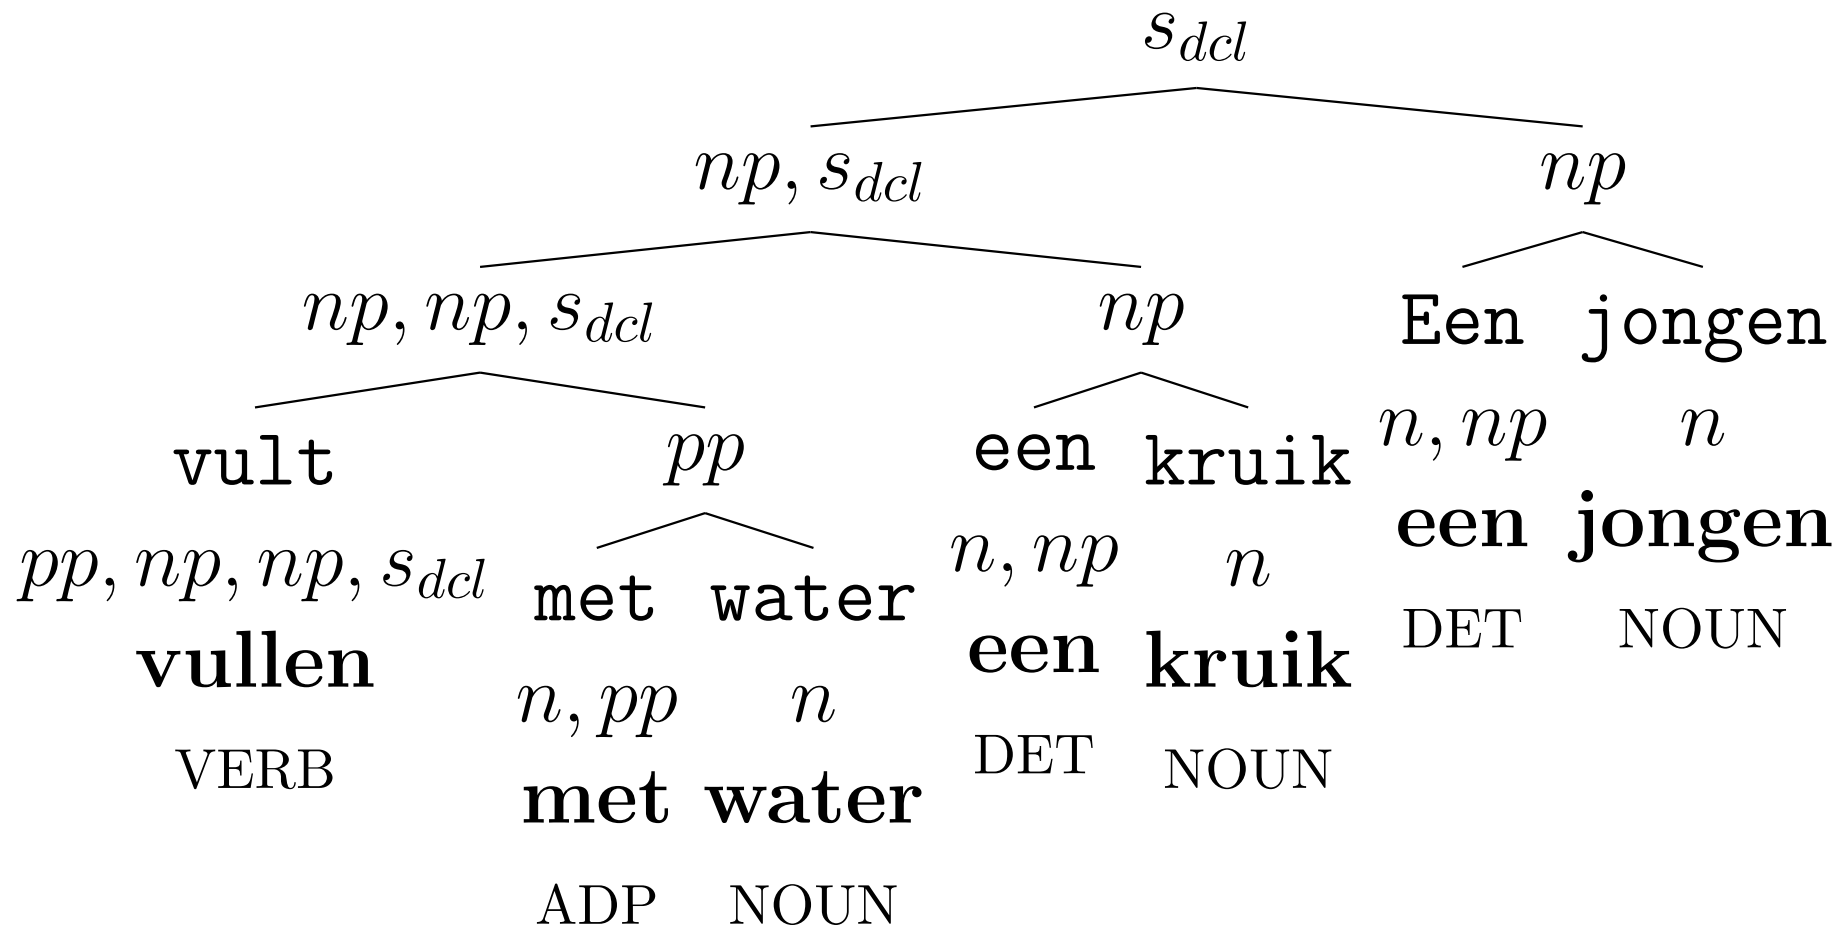 s_dcl
np, s_dcl np
np, np, s_dcl np Een jongen
vult pp een kruik n, np n
pp, np, np, s_dcl met water n, np n een jongen
vullen n, pp n een kruik DET NOUN
VERB met water DET NOUN
ADP NOUN